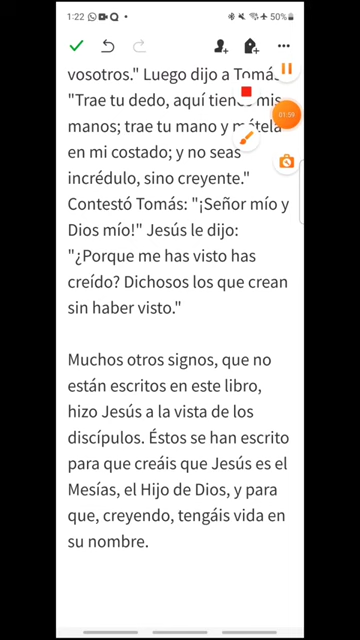 1:22
50%
vosotros." Luego dijo a Tomás:
"Trae tu dedo, aquí tienes mis
01:09
manos; trae tu mano y métela
en mi costado; y no seas
incrédulo, sino creyente."
Contestó Tomás: "¡Señor mío y
Dios mío!" Jesús le dijo:
"¿Porque me has visto has
creído? Dichosos los que crean
sin haber visto."
Muchos otros signos, que no
están escritos en este libro,
hizo Jesús a la vista de los
discípulos. Éstos se han escrito
para que creáis que Jesús es el
Mesías, el Hijo de Dios, y para
que, creyendo, tengáis vida en
su nombre.